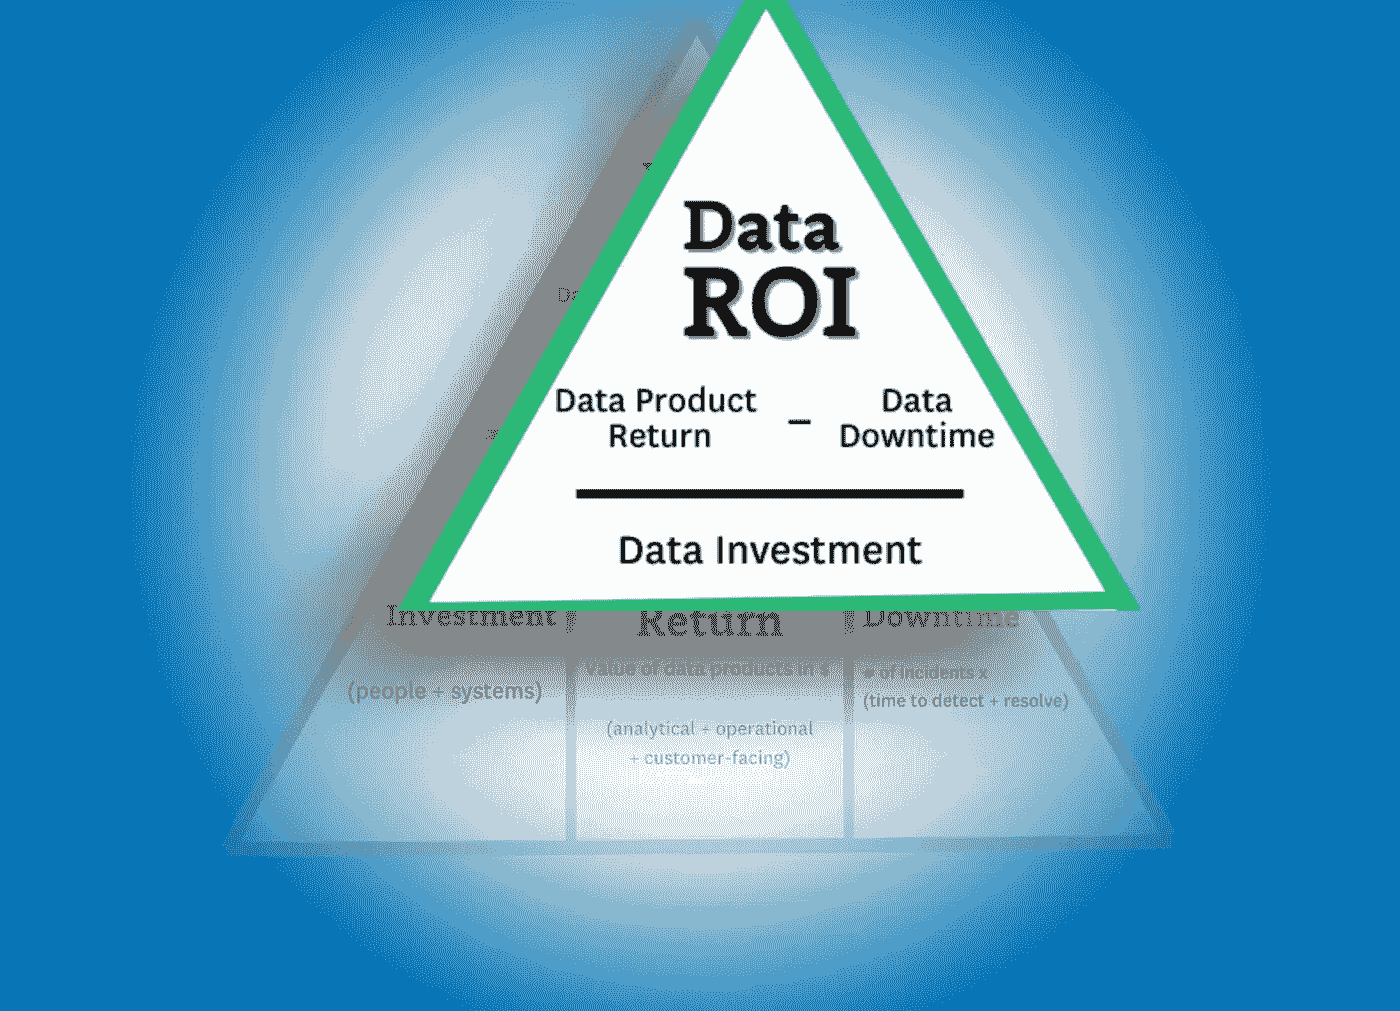 Data
ROI
Data Product Return – Data Downtime
Data Investment
Investment Return Downtime
(people + systems)
Value of data products in $
(analytical + operational
+ customer-facing)
# of incidents x
(time to detect + resolve)